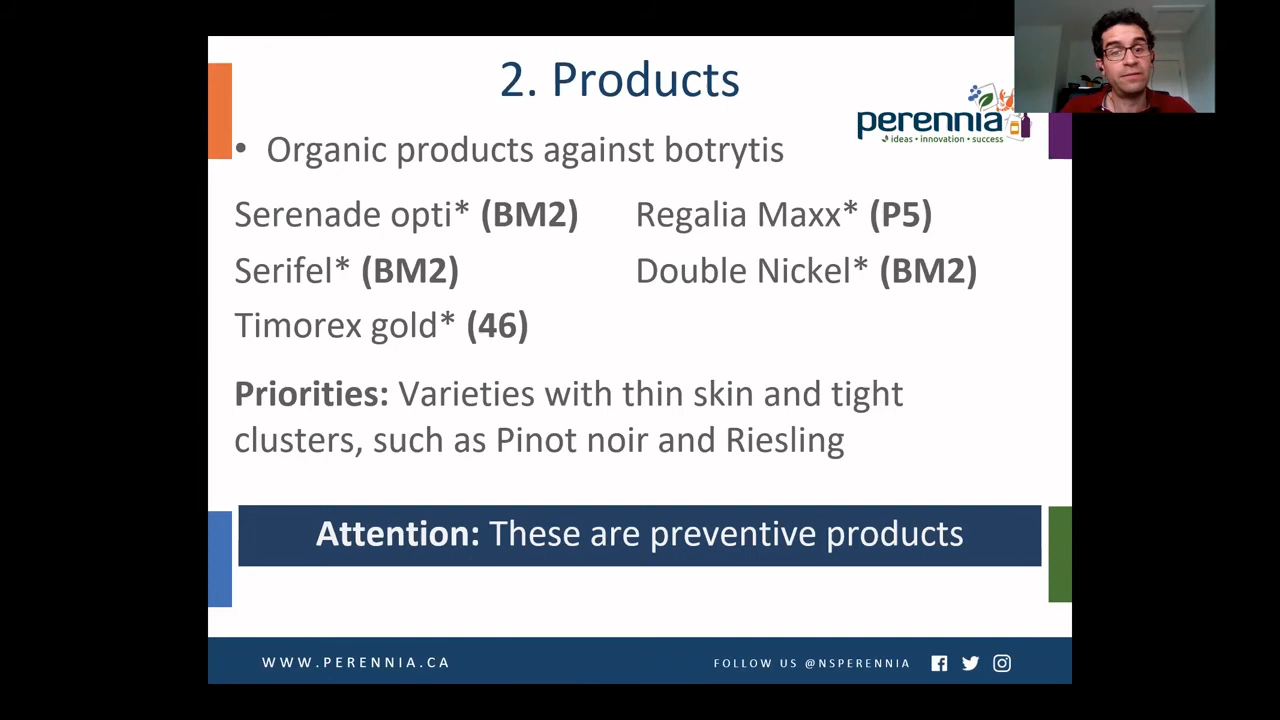 2. Products
perennia
ideas • innovation • success
• Organic products against botrytis
Serenade opti* (BM2)
Regalia Maxx* (P5)
Serifel* (BM2)
Double Nickel* (BM2)
Timorex gold* (46)
Priorities: Varieties with thin skin and tight
clusters, such as Pinot noir and Riesling
Attention: These are preventive products
WWW.PERENNIA.CA
FOLLOW US @NSPERENNIA